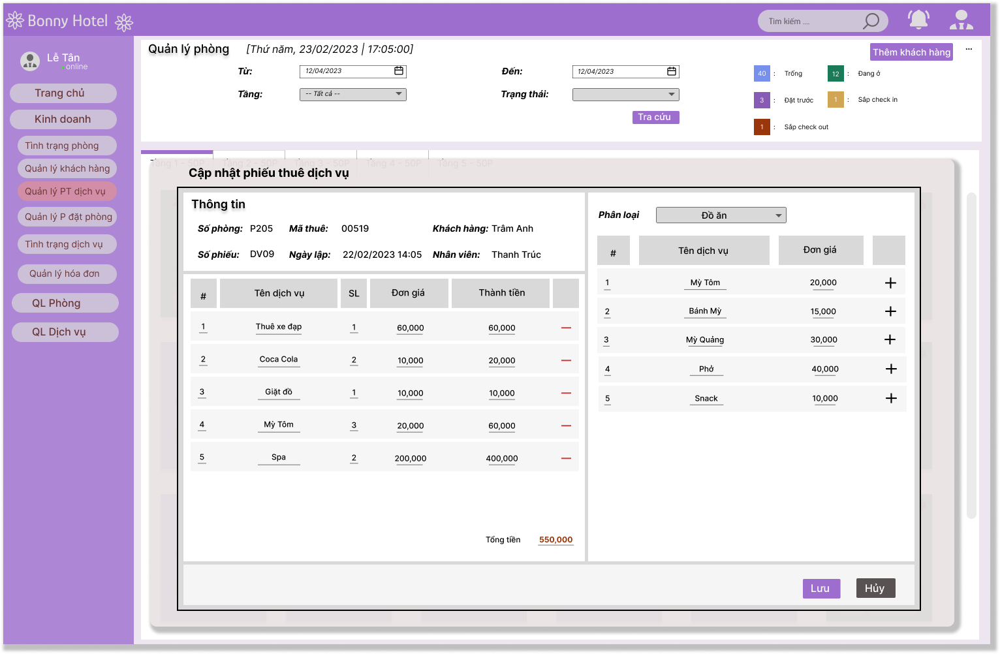 Bonny Hotel
Tìm kiếm ....
Lễ Tân
online
Trang chủ
Kinh doanh
Tình trạng phòng
Quản lý khách hàng
Quản lý PT dịch vụ
Quản lý P đặt phòng
Tình trạng dịch vụ
Quản lý hóa đơn
QL Phòng
QL Dịch vụ
Quản lý phòng [Thứ năm, 23/02/2023 | 17:05:00]
Thêm khách hàng ...
Từ: 12/04/2023 Đến: 12/04/2023
Tầng: -- Tất cả -- Trạng thái:
Tra cứu
40 : Trống 12 : Đang ở
3 : Đặt trước 1 : Sắp check in
1 : Sắp check out
Tầng 1 - 50P Tầng 2 - 50P Tầng 3 - 50P Tầng 4 - 50P Tầng 5 - 50P
Cập nhật phiếu thuê dịch vụ
Thông tin
Số phòng: P205 Mã thuê: 00519 Khách hàng: Trâm Anh
Số phiếu: DV09 Ngày lập: 22/02/2023 14:05 Nhân viên: Thanh Trúc
# Tên dịch vụ SL Đơn giá Thành tiền
1 Thuê xe đạp 1 60,000 60,000
2 Coca Cola 2 10,000 20,000
3 Giặt đồ 1 10,000 10,000
4 Mỳ Tôm 3 20,000 60,000
5 Spa 2 200,000 400,000
Tổng tiền 550,000
Phân loại Đồ ăn
# Tên dịch vụ Đơn giá
1 Mỳ Tôm 20,000 +
2 Bánh Mỳ 15,000 +
3 Mỳ Quảng 30,000 +
4 Phở 40,000 +
5 Snack 10,000 +
Lưu Hủy